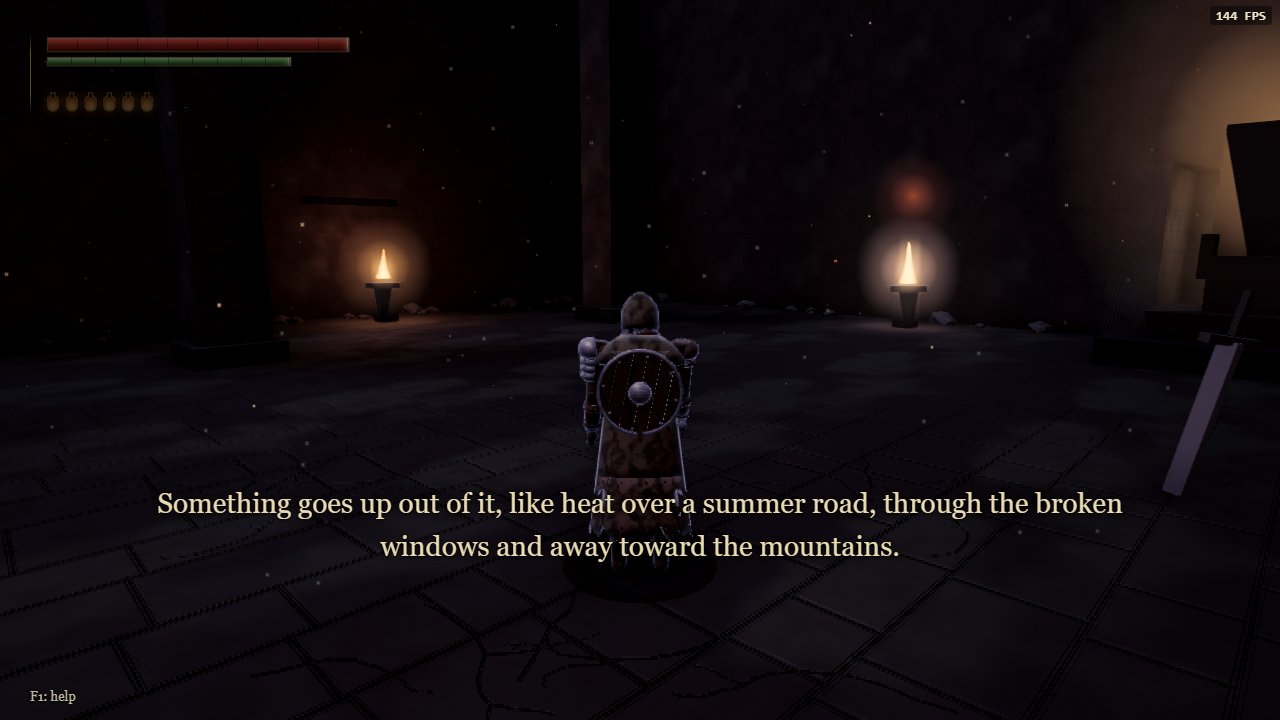 144 FPS
Something goes up out of it, like heat over a summer road, through the broken
windows and away toward the mountains.
F1: help